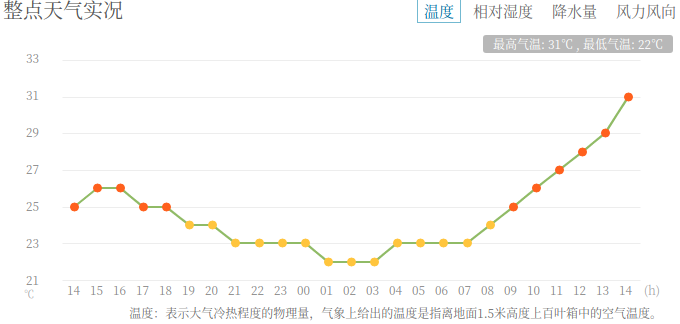 整点天气实况
温度 相对湿度 降水量 风力风向
最高气温: 31℃ , 最低气温: 22℃
33
31
29
27
25
23
21
℃
14 15 16 17 18 19 20 21 22 23 00 01 02 03 04 05 06 07 08 09 10 11 12 13 14 (h)
温度：表示大气冷热程度的物理量，气象上给出的温度是指离地面1.5米高度上百叶箱中的空气温度。